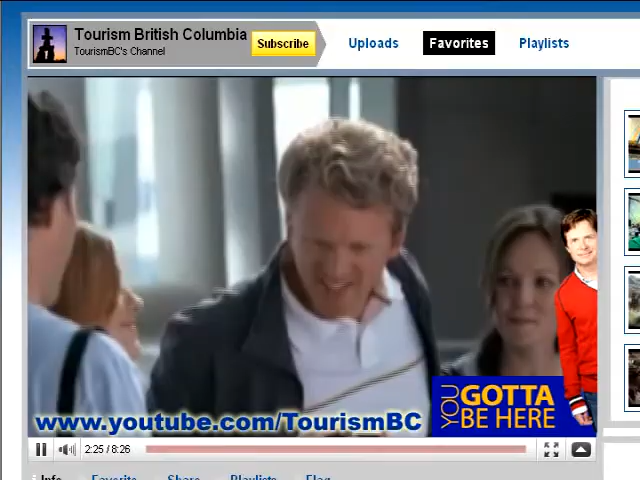 Tourism British Columbia
TourismBC's Channel
Subscribe
Uploads
Favorites
Playlists
www.youtube.com/TourismBC
YOU GOTTA
BE HERE
2:25 / 8:26
Info
Favorite
Share
Playlists
Flag